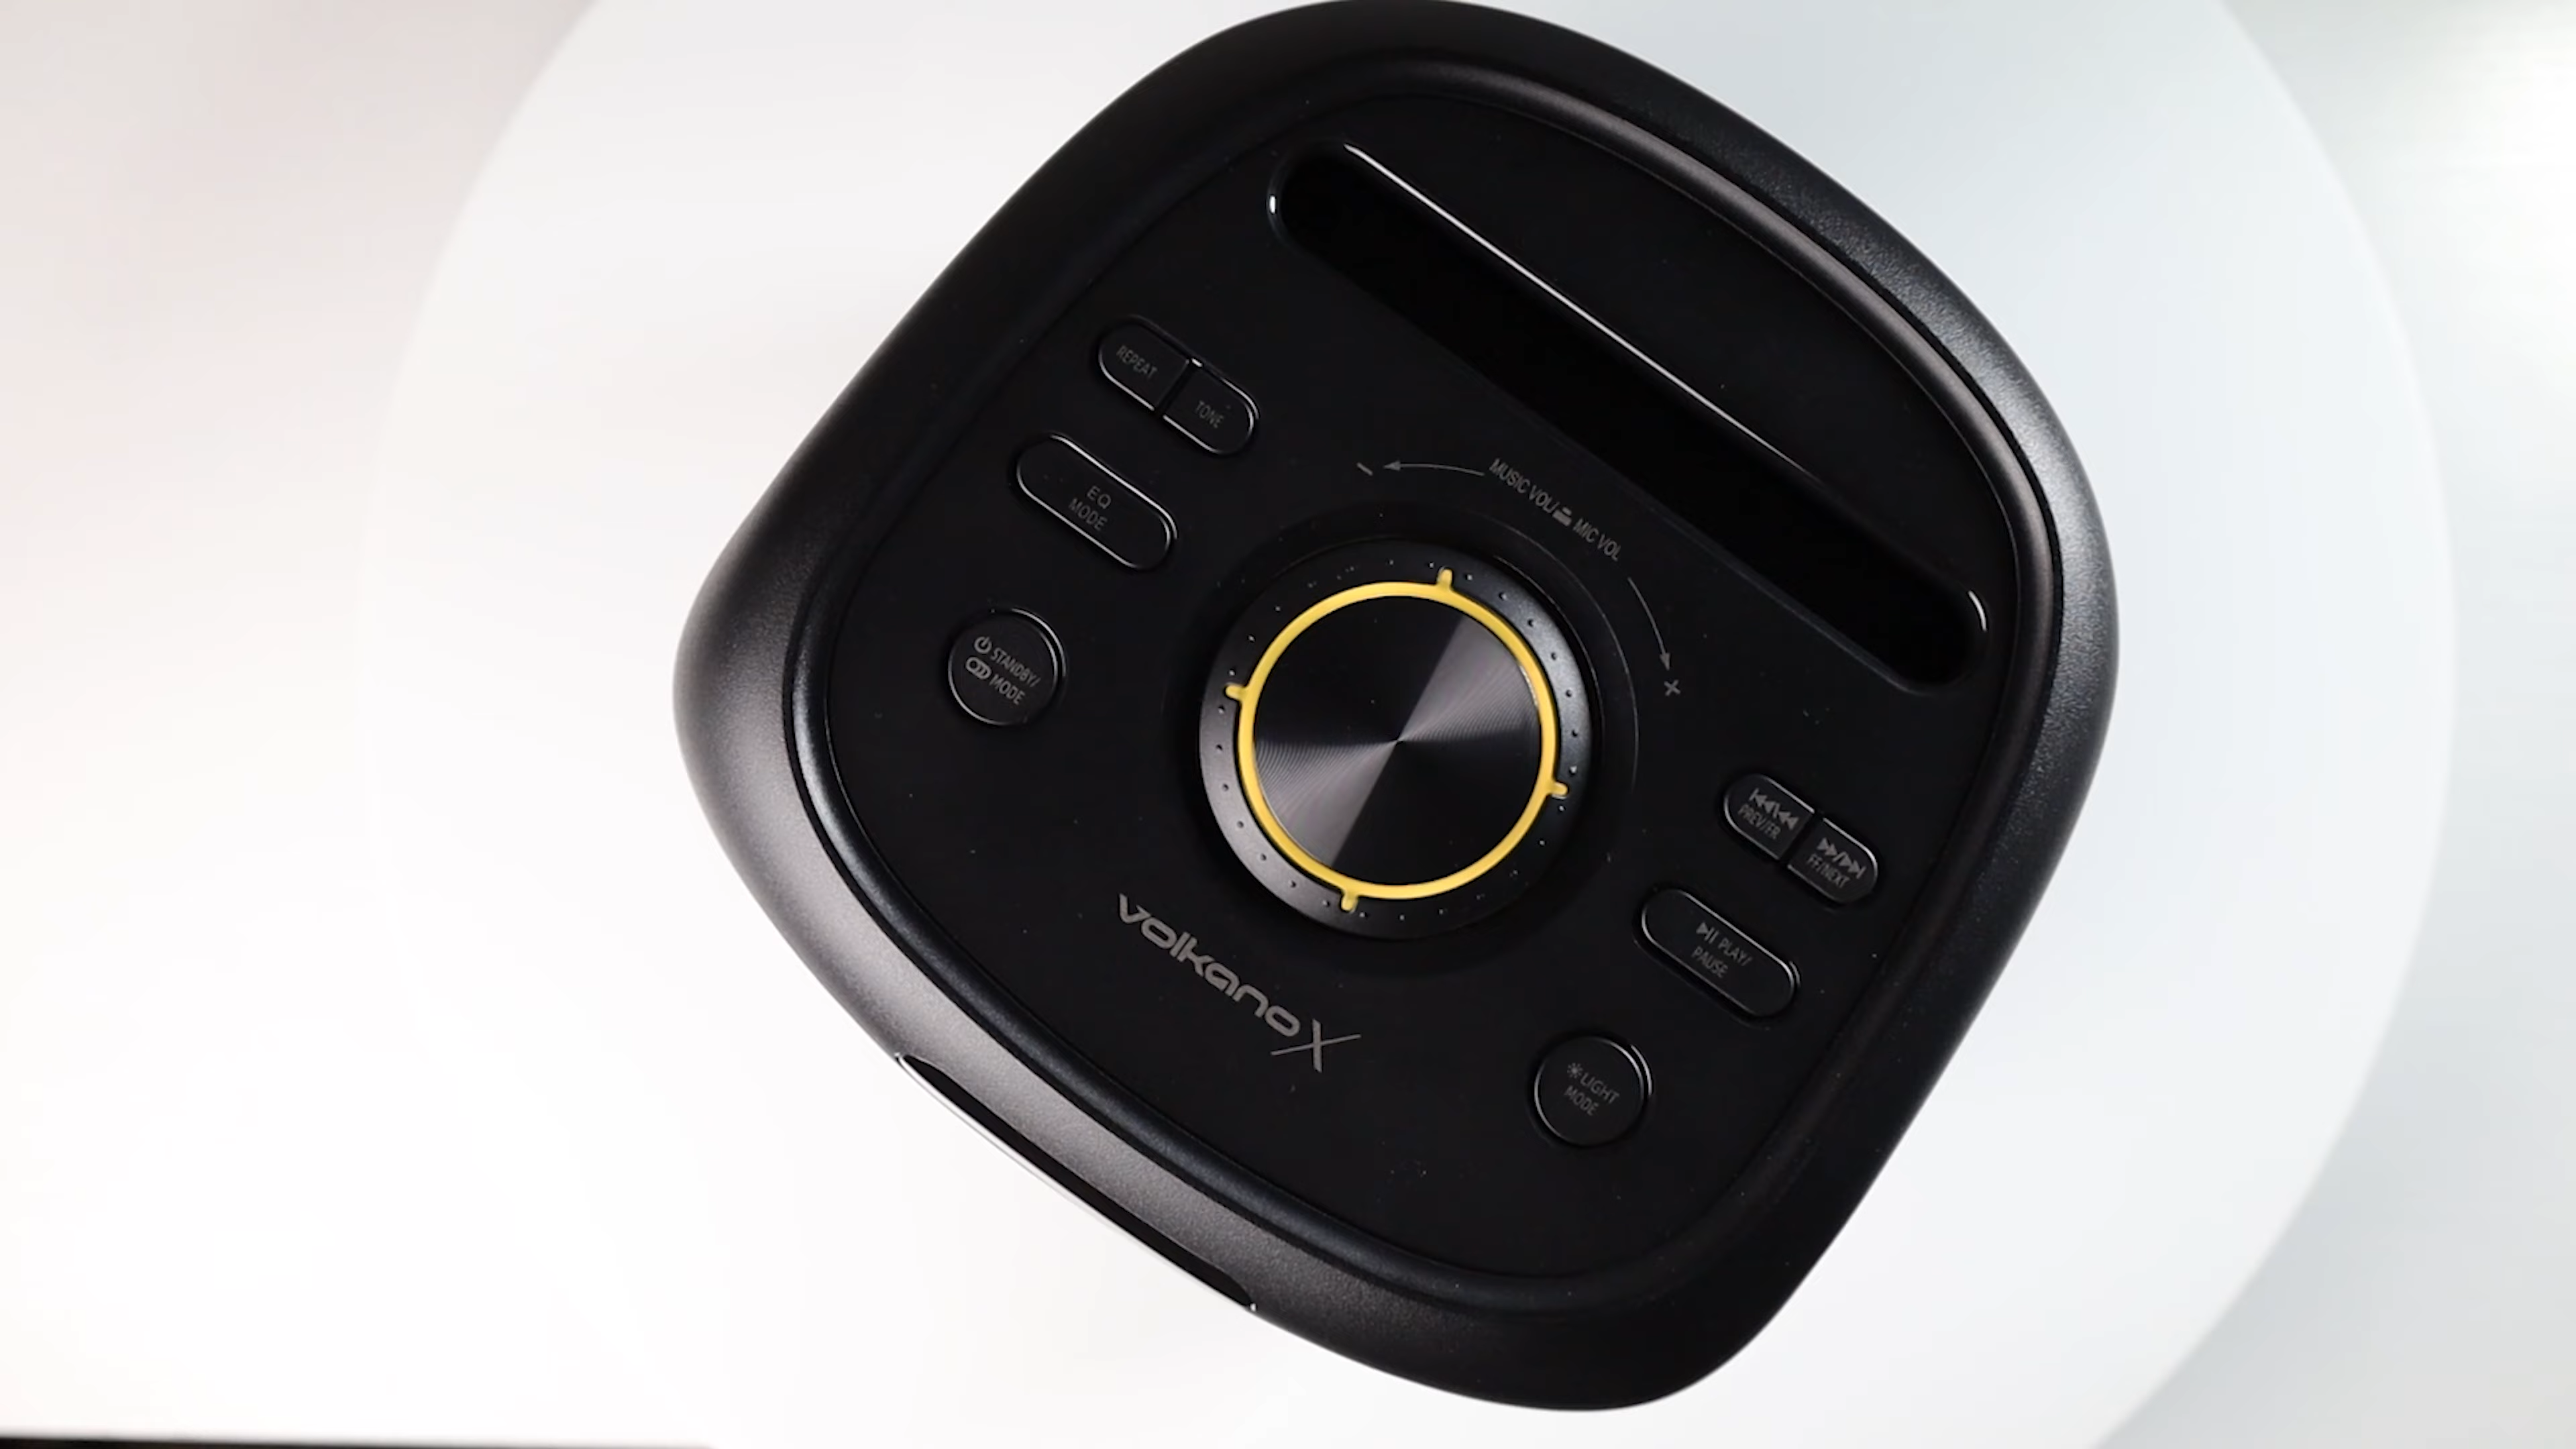 REPEAT
TONE
EQ
MODE
STANDBY/
MODE
− MUSIC VOL/ MIC VOL +
PREV/FR
FF/NEXT
PLAY/
PAUSE
LIGHT
MODE
volkano X